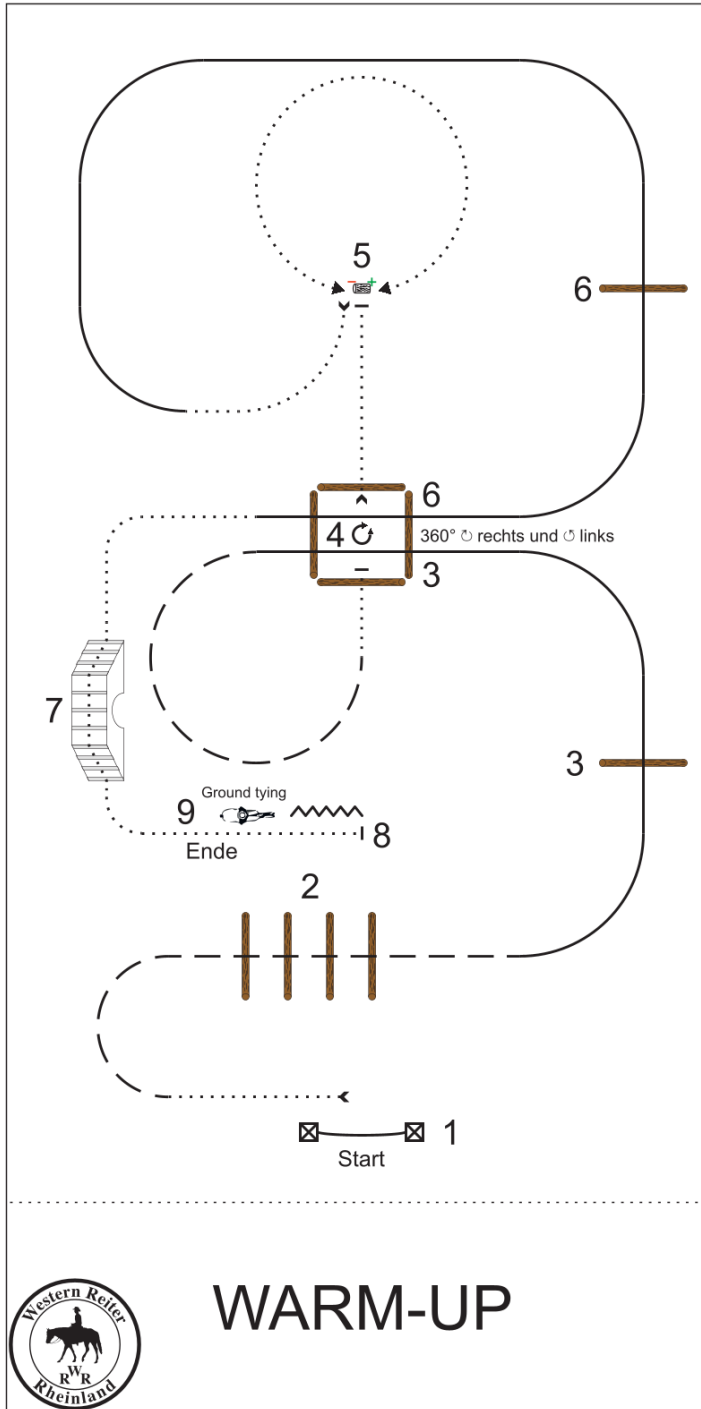 5
6
6
4
360° ↻ rechts und ↺ links
3
7
3
Ground tying
9
8
Ende
2
1
Start
WARM-UP
Western Reiter
RWR
Rheinland